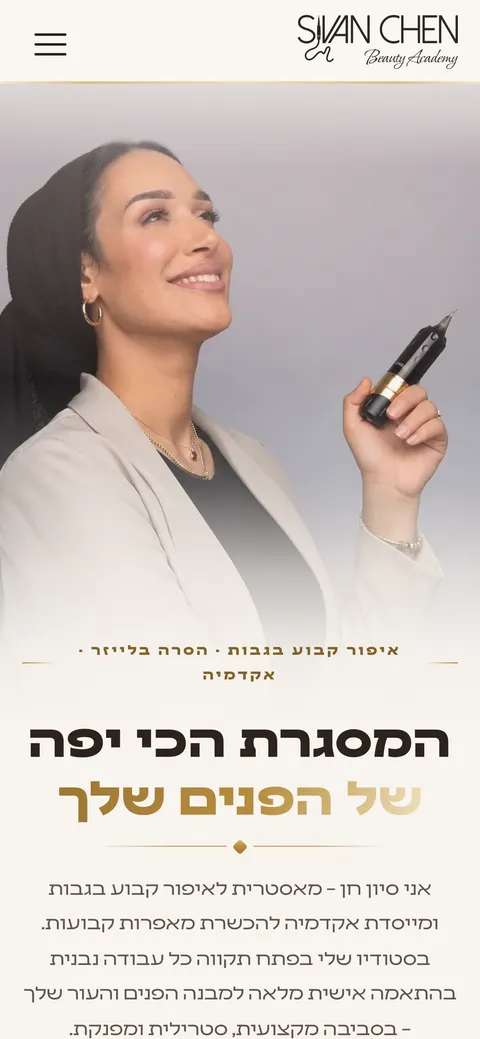 SIVAN CHEN
Beauty Academy
איפור קבוע בגבות · הסרה בלייזר ·
אקדמיה
המסגרת הכי יפה
של הפנים שלך
אני סיון חן – מאסטרית לאיפור קבוע בגבות
ומייסדת אקדמיה להכשרת מאפרות קבועות.
בסטודיו שלי בפתח תקווה כל עבודה נבנית
בהתאמה אישית מלאה למבנה הפנים והעור שלך
– בסביבה מקצועית, סטרילית ומפנקת.